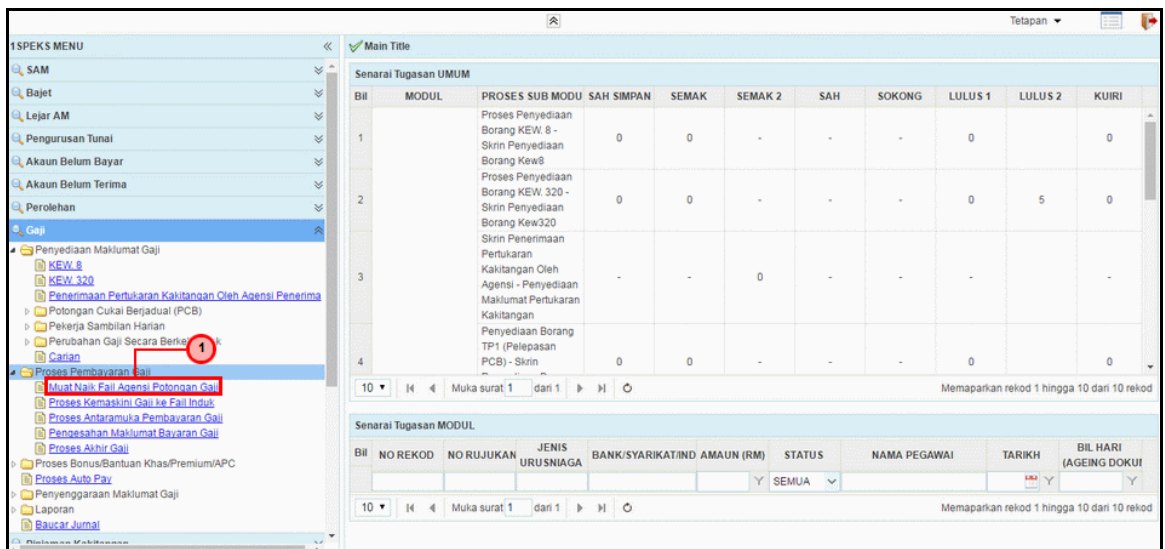 Tetapan
1SPEKS MENU
Main Title
SAM
Bajet
Lejar AM
Pengurusan Tunai
Akaun Belum Bayar
Akaun Belum Terima
Perolehan
Gaji
Penyediaan Maklumat Gaji
KEW. 8
KEW. 320
Penerimaan Pertukaran Kakitangan Oleh Agensi Penerima
Potongan Cukai Berjadual (PCB)
Pekerja Sambilan Harian
Perubahan Gaji Secara
1
Carian
Proses Pembayaran Gaji
Muat Naik Fail Agensi Potongan Gaji
Proses Kemaskini Gaji ke Fail Induk
Proses Antaramuka Pembayaran Gaji
Pengesahan Maklumat Bayaran Gaji
Proses Akhir Gaji
Proses Bonus/Bantuan Khas/Premium/APC
Proses Auto Pay
Penyenggaraan Maklumat Gaji
Laporan
Baucar Jurnal
Senarai Tugasan UMUM
Bil MODUL PROSES SUB MODU SAH SIMPAN SEMAK SEMAK 2 SAH SOKONG LULUS 1 LULUS 2 KUIRI
Proses Penyediaan
Borang KEW. 8 -
1 0 0 - - - 0 0
Skrin Penyediaan
Borang Kew8
Proses Penyediaan
Borang KEW. 320 -
2 0 0 - - - 0 5 0
Skrin Penyediaan
Borang Kew320
Skrin Penerimaan
Pertukaran
Kakitangan Oleh
3 - - 0 - - - -
Agensi - Penyediaan
Maklumat Pertukaran
Kakitangan
Penyediaan Borang
TP1 (Pelepasan
4 PCB) - Skrin 0 0 - - - 0 0
10 Muka surat 1 dari 1 Memaparkan rekod 1 hingga 10 dari 10 rekod
Senarai Tugasan MODUL
Bil NO REKOD NO RUJUKAN JENIS URUSNIAGA BANK/SYARIKAT/IND AMAUN (RM) STATUS NAMA PEGAWAI TARIKH BIL HARI (AGEING DOKU
SEMUA
10 Muka surat 1 dari 1 Memaparkan rekod 1 hingga 10 dari 10 rekod